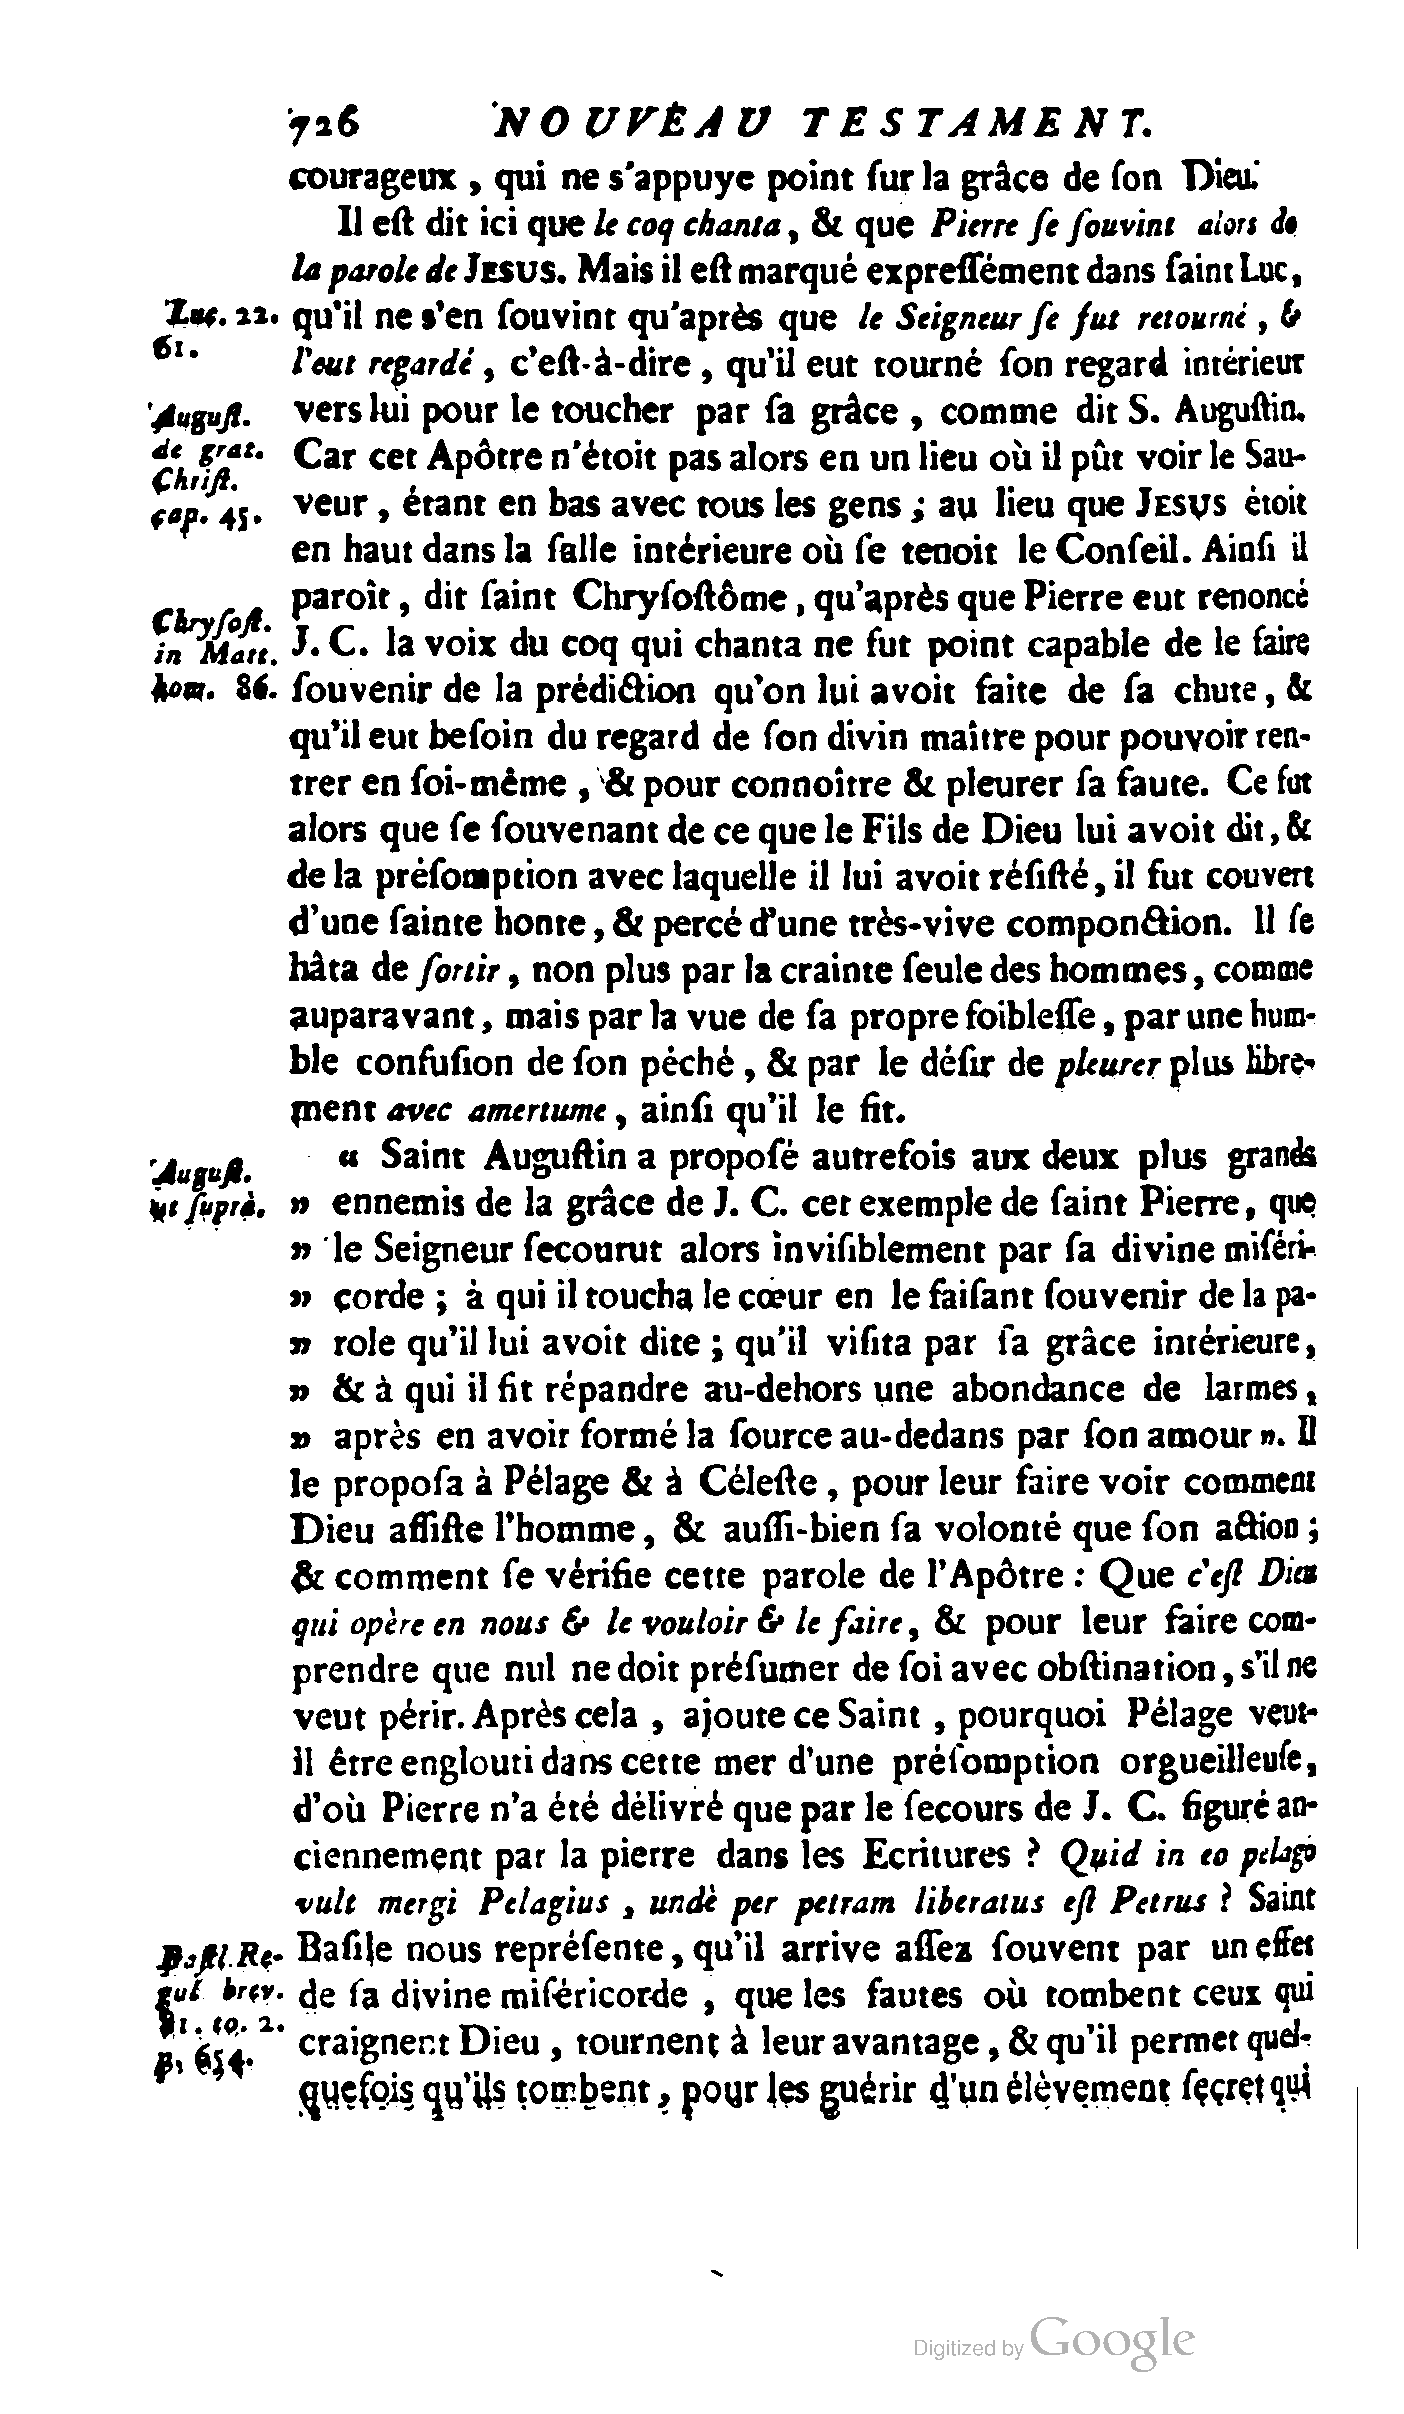 726 NOUVEAU TESTAMENT.
courageux , qui ne s'appuye point ſur la grâce de ſon Dieu.
Il eſt dit ici que le coq chanta, & que Pierre ſe ſouvint alors de
la parole de JESUS. Mais il eſt marqué expreſſément dans ſaint Luc,
Luc. 22. qu'il ne s'en ſouvint qu'après que le Seigneur ſe fut retourné , &
61. l'eut regardé , c'eſt-à-dire , qu'il eut tourné ſon regard intérieur
Auguſt. vers lui pour le toucher par ſa grâce , comme dit S. Auguſtin.
de grat. Car cet Apôtre n'étoit pas alors en un lieu où il pût voir le Sau-
Chriſt.
cap. 45. veur , étant en bas avec tous les gens ; au lieu que JESUS étoit
en haut dans la ſalle intérieure où ſe tenoit le Conſeil. Ainſi il
paroît , dit ſaint Chryſoſtôme , qu'après que Pierre eut renoncé
Chryſoſt.
in Matt. J. C. la voix du coq qui chanta ne fut point capable de le faire
hom. 86. ſouvenir de la prédiction qu'on lui avoit faite de ſa chute, &
qu'il eut beſoin du regard de ſon divin maître pour pouvoir ren-
trer en ſoi-même , & pour connoître & pleurer ſa faute. Ce fut
alors que ſe ſouvenant de ce que le Fils de Dieu lui avoit dit, &
de la préſomption avec laquelle il lui avoit réſiſté, il fut couvert
d'une ſainte honte, & percé d'une très-vive componction. Il ſe
hâta de ſortir, non plus par la crainte ſeule des hommes, comme
auparavant, mais par la vue de ſa propre foibleſſe, par une hum-
ble confuſion de ſon péché , & par le déſir de pleurer plus libre-
ment avec amertume , ainſi qu'il le fit.
Auguſt. « Saint Auguſtin a propoſé autrefois aux deux plus grands
ut ſuprà. » ennemis de la grâce de J. C. cet exemple de ſaint Pierre, que
» le Seigneur ſecourut alors inviſiblement par ſa divine miſéri-
» corde ; à qui il toucha le cœur en le faiſant ſouvenir de la pa-
» role qu'il lui avoit dite ; qu'il viſita par ſa grâce intérieure,
» & à qui il fit répandre au-dehors une abondance de larmes,
» après en avoir formé la ſource au-dedans par ſon amour ». Il
le propoſa à Pélage & à Céleſte , pour leur faire voir comment
Dieu aſſiſte l'homme, & auſſi-bien ſa volonté que ſon action ;
& comment ſe vérifie cette parole de l'Apôtre : Que c'eſt Dieu
qui opère en nous & le vouloir & le faire, & pour leur faire com-
prendre que nul ne doit préſumer de ſoi avec obſtination, s'il ne
veut périr. Après cela , ajoute ce Saint , pourquoi Pélage veut-
il être englouti dans cette mer d'une préſomption orgueilleuſe,
d'où Pierre n'a été délivré que par le ſecours de J. C. figuré an-
ciennement par la pierre dans les Ecritures ? Quid in eo pelago
vult mergi Pelagius , undè per petram liberatus eſt Petrus ? Saint
Baſil. Re- Baſile nous repréſente, qu'il arrive aſſez ſouvent par un effet
gul brev. de ſa divine miſéricorde , que les fautes où tombent ceux qui
to. 2.
p. 654. craignent Dieu , tournent à leur avantage, & qu'il permet quel-
quefois qu'ils tombent, pour les guérir d'un élèvement ſecret qui
Digitized by Google